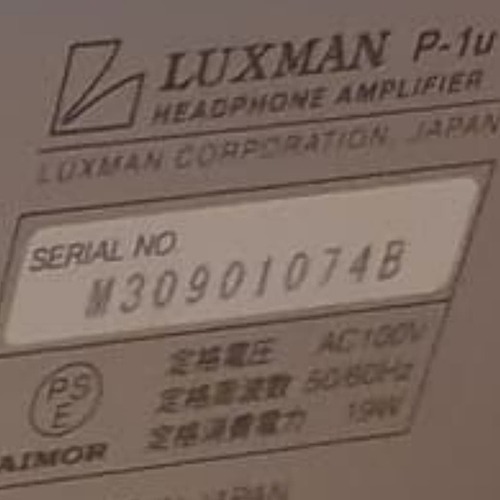 LUXMAN P-1u
HEADPHONE AMPLIFIER
LUXMAN CORPORATION, JAPAN
SERIAL NO.
M30901074B
定格電圧 AC100V
定格周波数 50/60Hz
定格消費電力 19W
PS
E
AIMOR
JAPAN